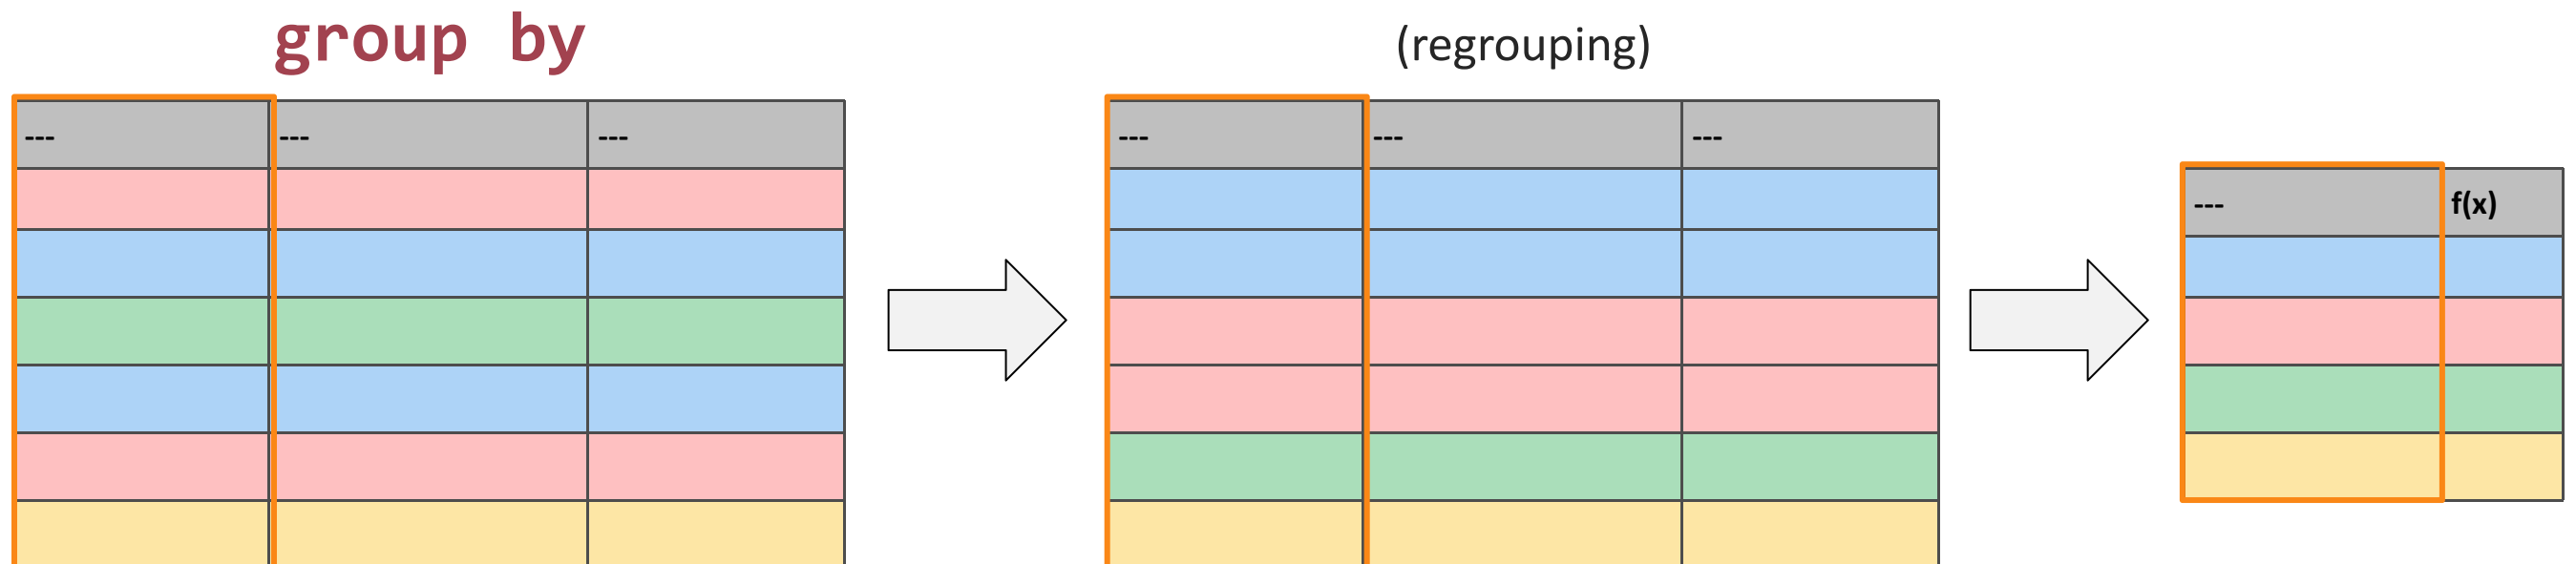 group by
(regrouping)
--- --- ---
--- --- ---
--- f(x)